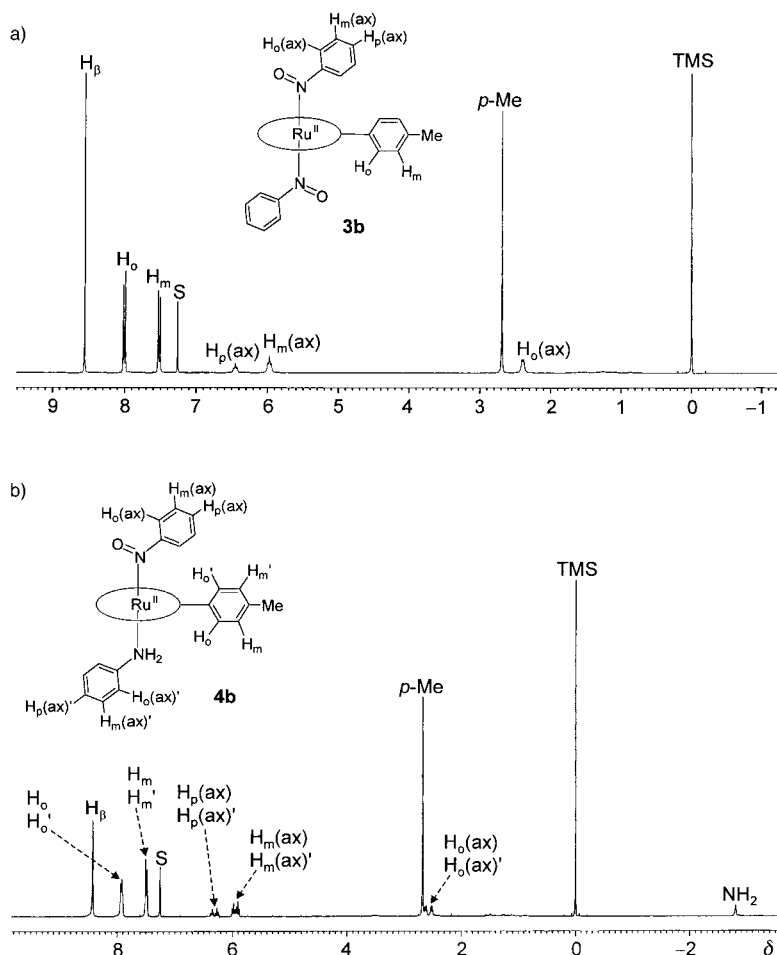 a)
H_m(ax)
H_o(ax)
H_p(ax)
H_β
O
N
TMS
p-Me
Ru^II
Me
H_o
H_m
N
O
3b
H_o
H_m
S
H_p(ax)
H_m(ax)
H_o(ax)
9 8 7 6 5 4 3 2 1 0 –1
b)
H_m(ax)
H_o(ax)
H_p(ax)
O
N
TMS
H_o'
H_m'
Ru^II
Me
H_o
H_m
NH_2
4b
p-Me
H_p(ax)'
H_o(ax)'
H_m(ax)'
H_o
H_o'
H_β
H_m
H_m'
S
H_p(ax)
H_p(ax)'
H_m(ax)
H_m(ax)'
H_o(ax)
H_o(ax)'
NH_2
8 6 4 2 0 –2 δ